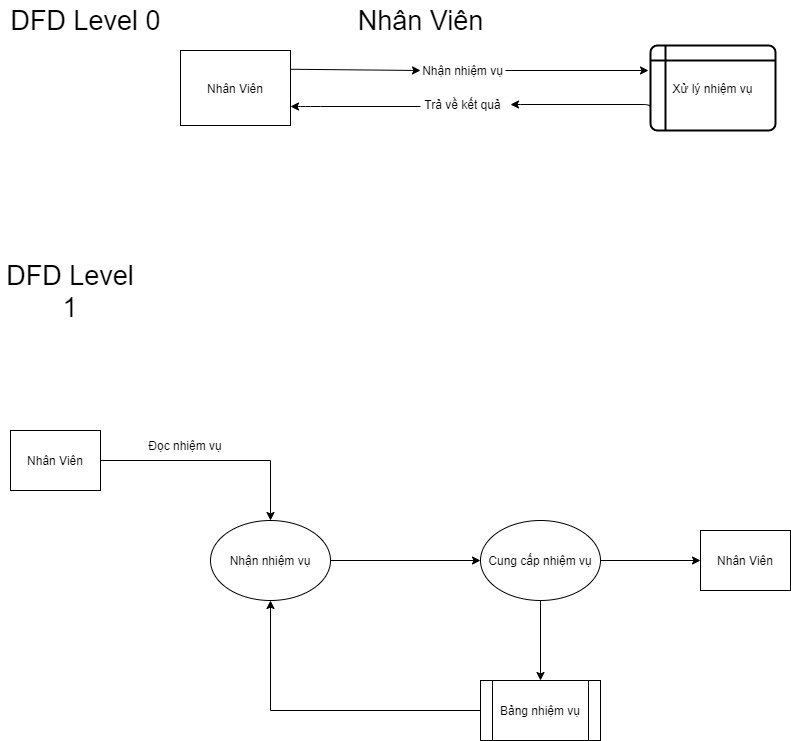 DFD Level 0
Nhân Viên
Nhân Viên
Nhận nhiệm vụ
Xử lý nhiệm vụ
Trả về kết quả
DFD Level
1
Nhân Viên
Đọc nhiệm vụ
Nhận nhiệm vụ
Cung cấp nhiệm vụ
Nhân Viên
Bảng nhiệm vụ